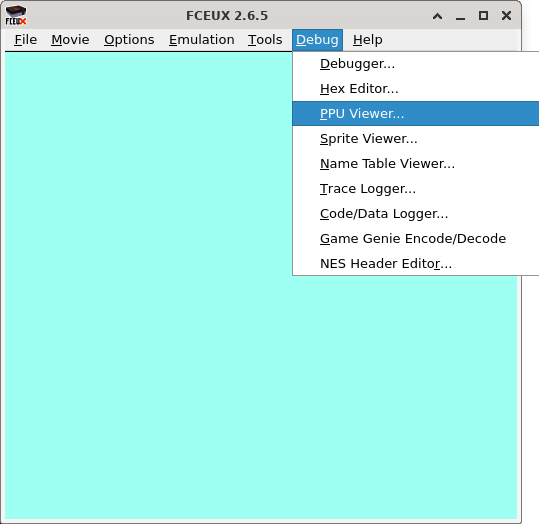 FCEUX 2.6.5
FCEUX
File Movie Options Emulation Tools Debug Help
Debugger...
Hex Editor...
PPU Viewer...
Sprite Viewer...
Name Table Viewer...
Trace Logger...
Code/Data Logger...
Game Genie Encode/Decode
NES Header Editor...